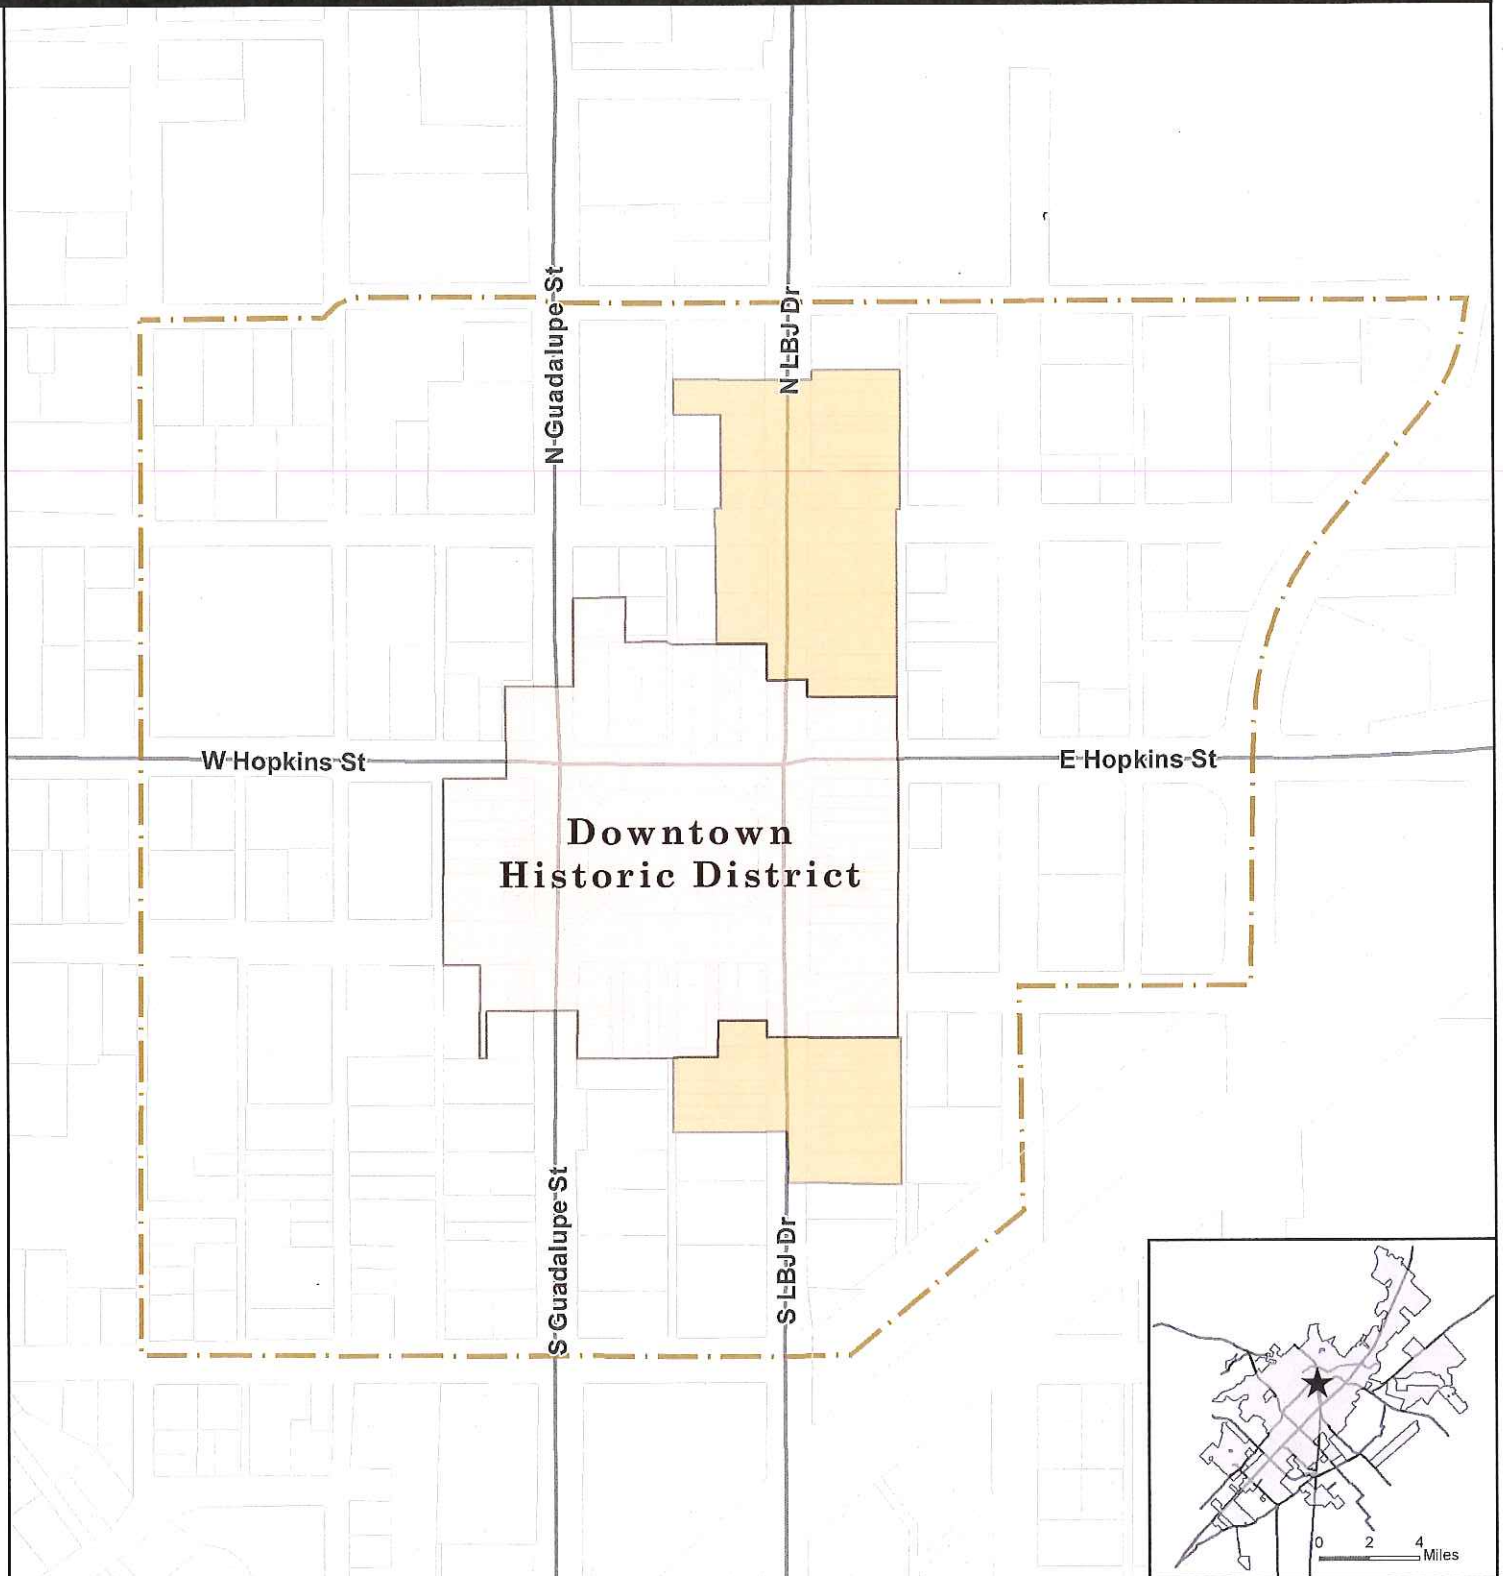 N Guadalupe St
N LBJ Dr
W Hopkins St
E Hopkins St
Downtown
Historic District
S Guadalupe St
S LBJ Dr
0 2 4
Miles